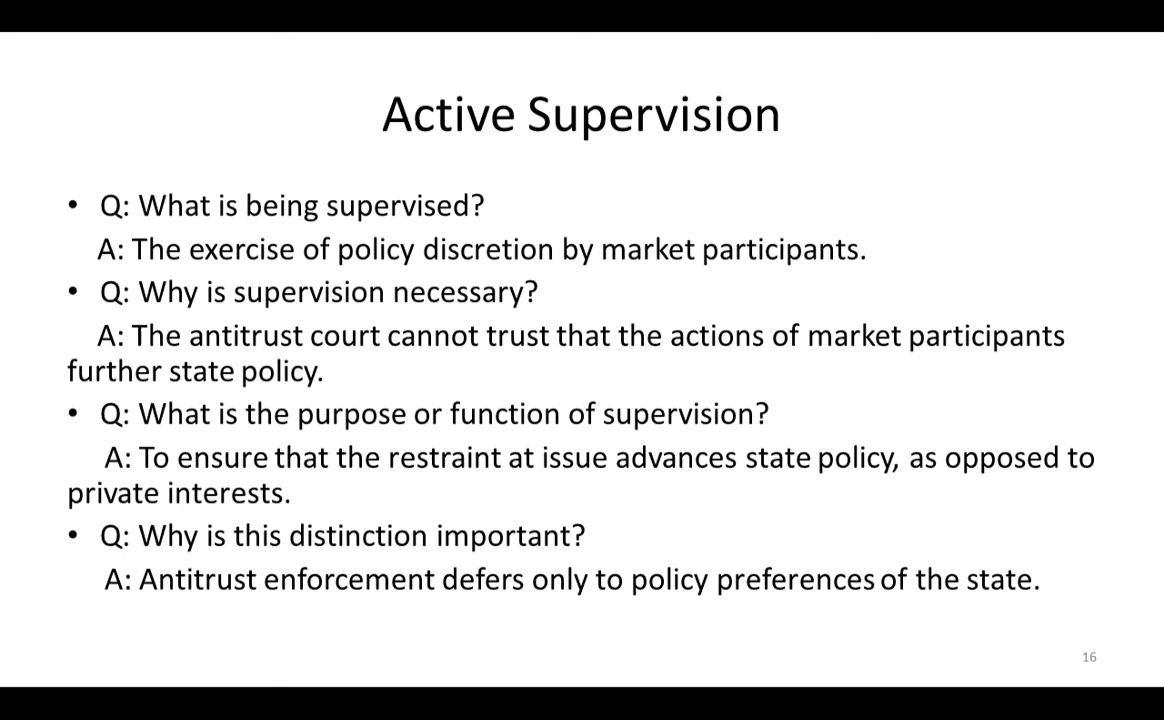 Active Supervision
• Q: What is being supervised?
A: The exercise of policy discretion by market participants.
• Q: Why is supervision necessary?
A: The antitrust court cannot trust that the actions of market participants
further state policy.
• Q: What is the purpose or function of supervision?
A: To ensure that the restraint at issue advances state policy, as opposed to
private interests.
• Q: Why is this distinction important?
A: Antitrust enforcement defers only to policy preferences of the state.
16